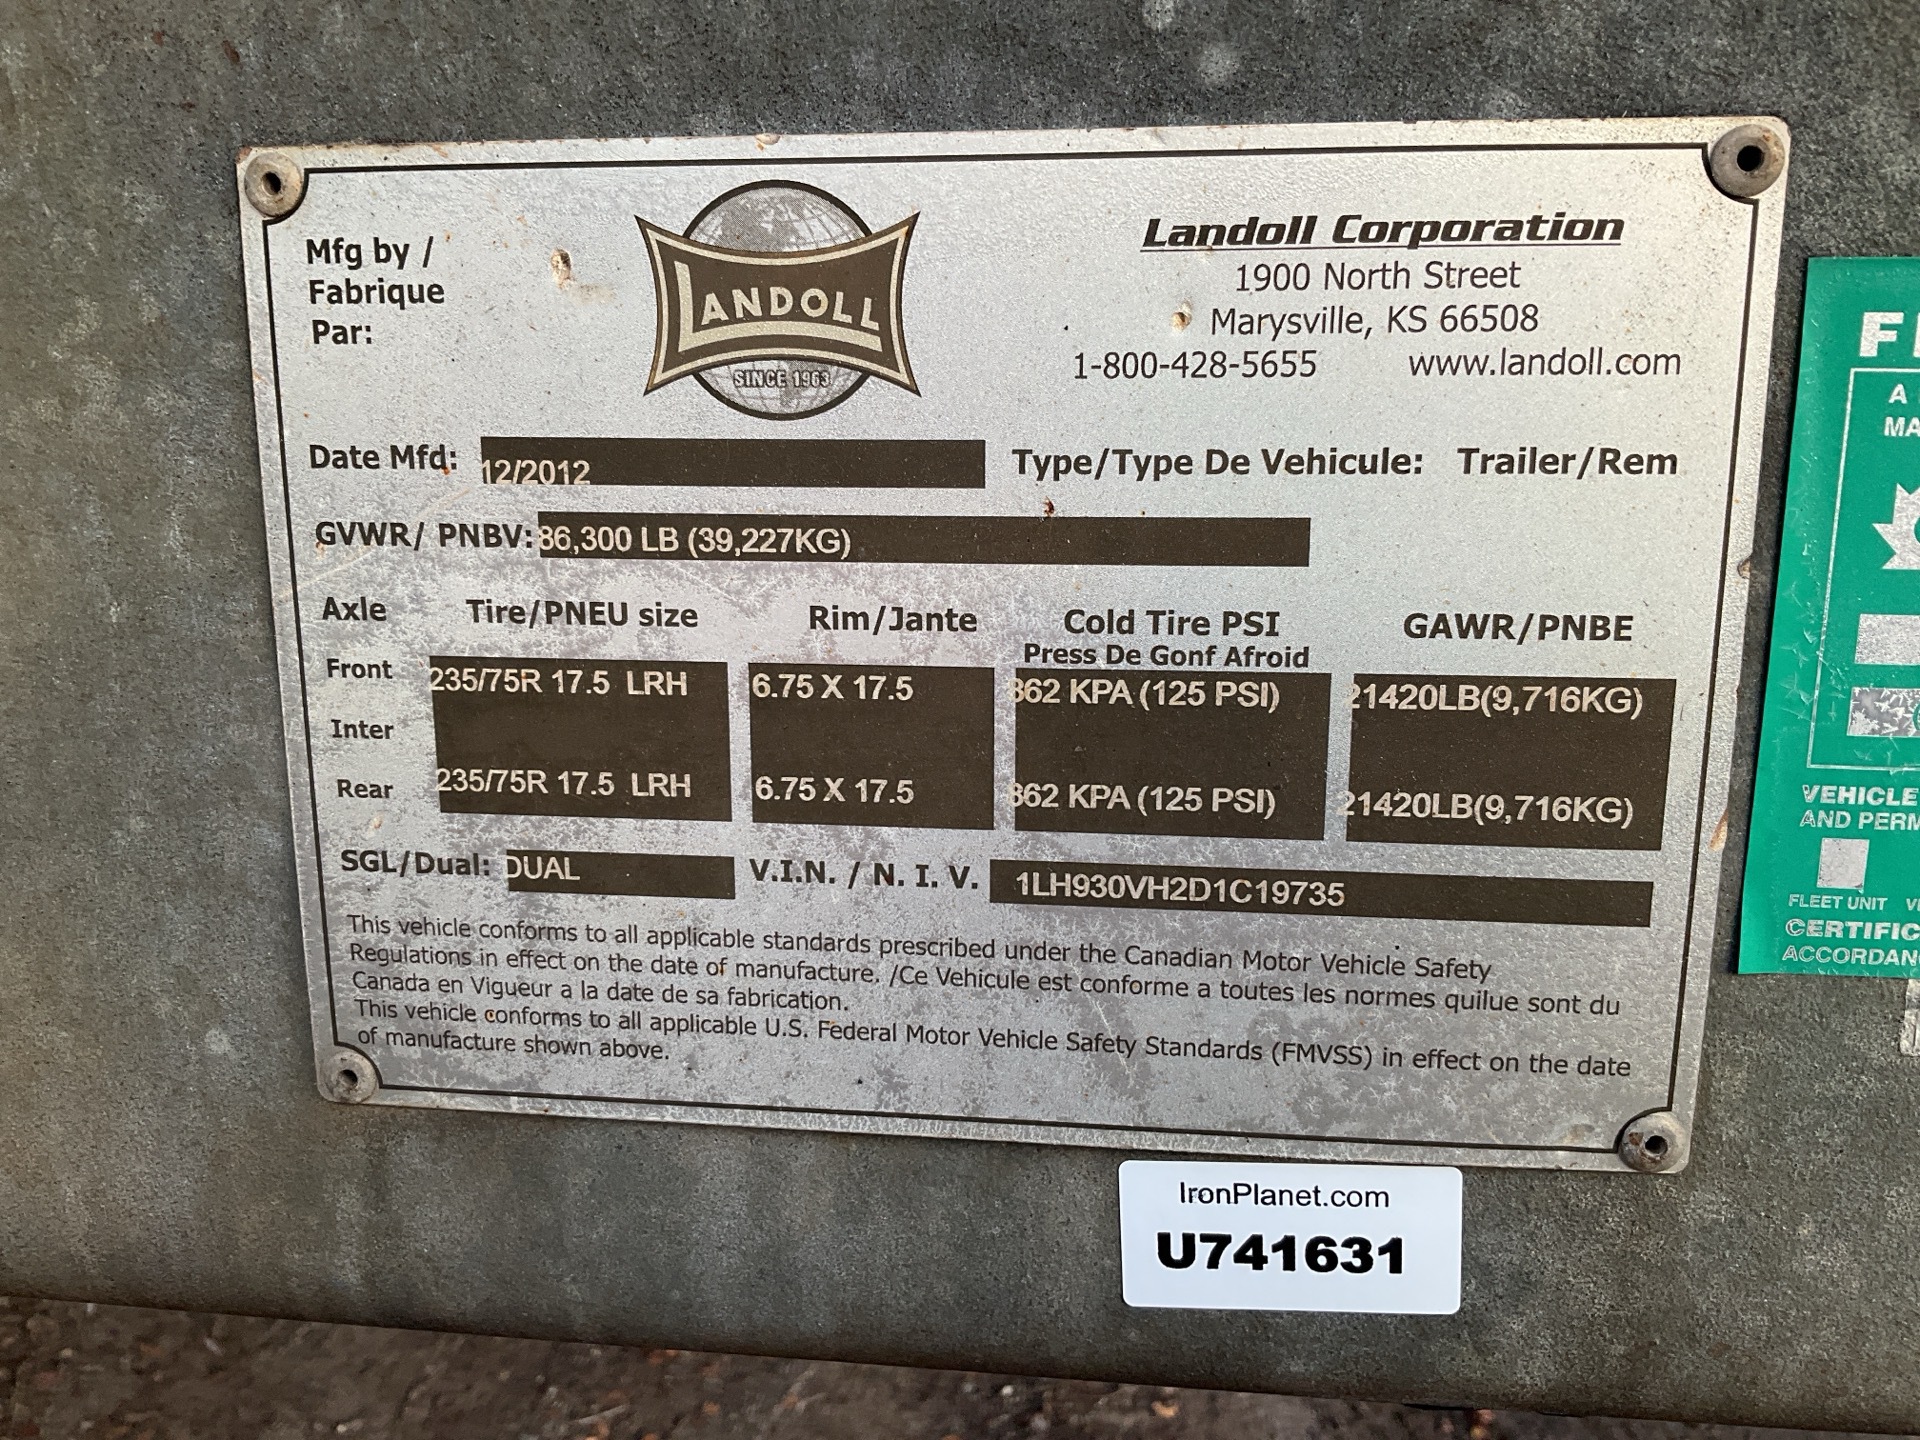 Mfg by /
Fabrique
Par:
LANDOLL
SINCE 1963
Landoll Corporation
1900 North Street
Marysville, KS 66508
1-800-428-5655 www.landoll.com
Date Mfd: 12/2012 Type/Type De Vehicule: Trailer/Rem
GVWR/ PNBV: 86,300 LB (39,227KG)
Axle Tire/PNEU size Rim/Jante Cold Tire PSI GAWR/PNBE
Press De Gonf Afroid
Front 235/75R 17.5 LRH 6.75 X 17.5 862 KPA (125 PSI) 21420LB(9,716KG)
Inter
Rear 235/75R 17.5 LRH 6.75 X 17.5 862 KPA (125 PSI) 21420LB(9,716KG)
SGL/Dual: DUAL V.I.N. / N. I. V. 1LH930VH2D1C19735
This vehicle conforms to all applicable standards prescribed under the Canadian Motor Vehicle Safety
Regulations in effect on the date of manufacture. /Ce Vehicule est conforme a toutes les normes quilue sont du
Canada en Vigueur a la date de sa fabrication.
This vehicle conforms to all applicable U.S. Federal Motor Vehicle Safety Standards (FMVSS) in effect on the date
of manufacture shown above.
IronPlanet.com
U741631
A
VEHICLE
AND
FLEET UNIT